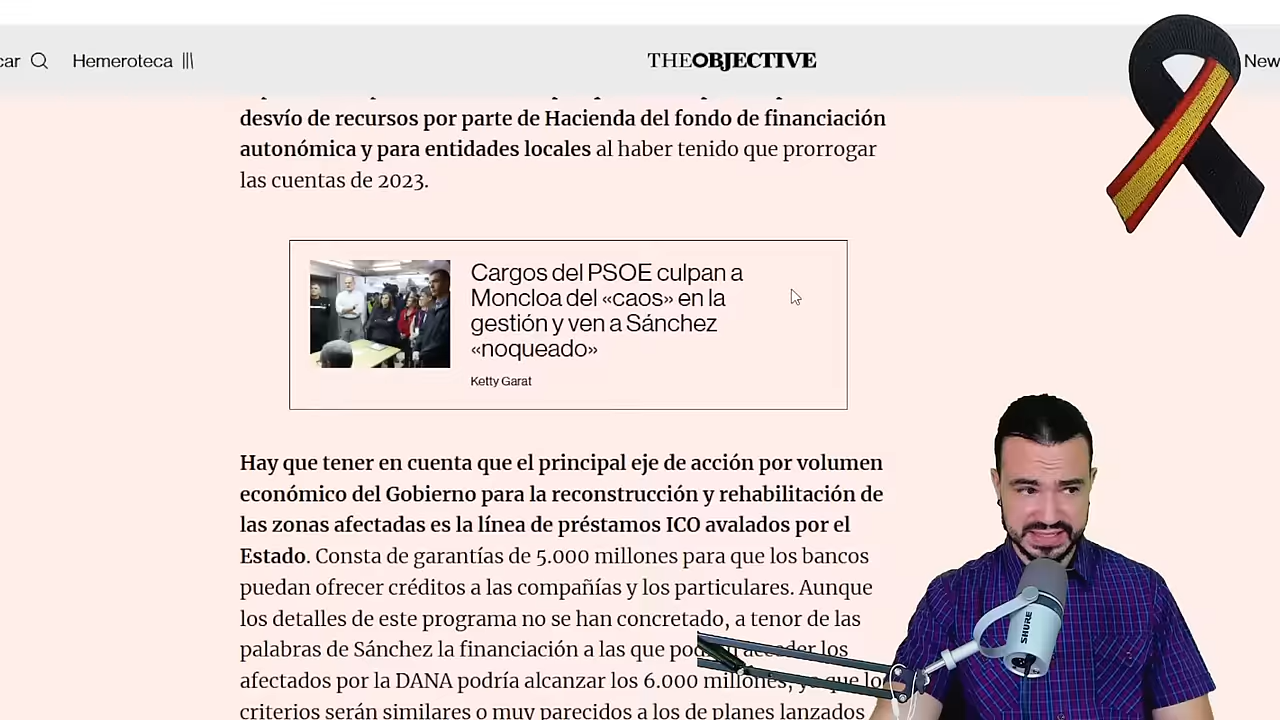 car Hemeroteca THEOBJECTIVE New
desvío de recursos por parte de Hacienda del fondo de financiación
autonómica y para entidades locales al haber tenido que prorrogar
las cuentas de 2023.
Cargos del PSOE culpan a
Moncloa del «caos» en la
gestión y ven a Sánchez
«noqueado»
Ketty Garat
Hay que tener en cuenta que el principal eje de acción por volumen
económico del Gobierno para la reconstrucción y rehabilitación de
las zonas afectadas es la línea de préstamos ICO avalados por el
Estado. Consta de garantías de 5.000 millones para que los bancos
puedan ofrecer créditos a las compañías y los particulares. Aunque
los detalles de este programa no se han concretado, a tenor de las
palabras de Sánchez la financiación a las que los
afectados por la DANA podría alcanzar los 6.000 millones, que
criterios serán similares o muy parecidos a los de planes lanzados
SHURE